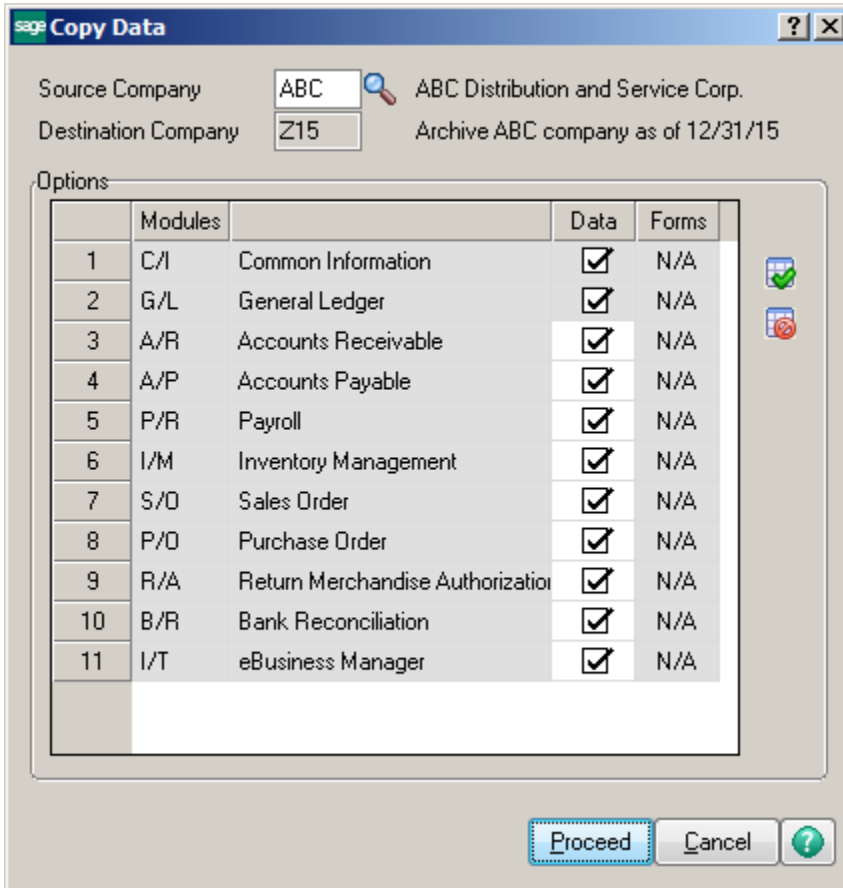 sage Copy Data ? X
Source Company ABC ABC Distribution and Service Corp.
Destination Company Z15 Archive ABC company as of 12/31/15
Options
Modules Data Forms
1 C/I Common Information N/A
2 G/L General Ledger N/A
3 A/R Accounts Receivable N/A
4 A/P Accounts Payable N/A
5 P/R Payroll N/A
6 I/M Inventory Management N/A
7 S/O Sales Order N/A
8 P/O Purchase Order N/A
9 R/A Return Merchandise Authorization N/A
10 B/R Bank Reconciliation N/A
11 I/T eBusiness Manager N/A
Proceed Cancel ?